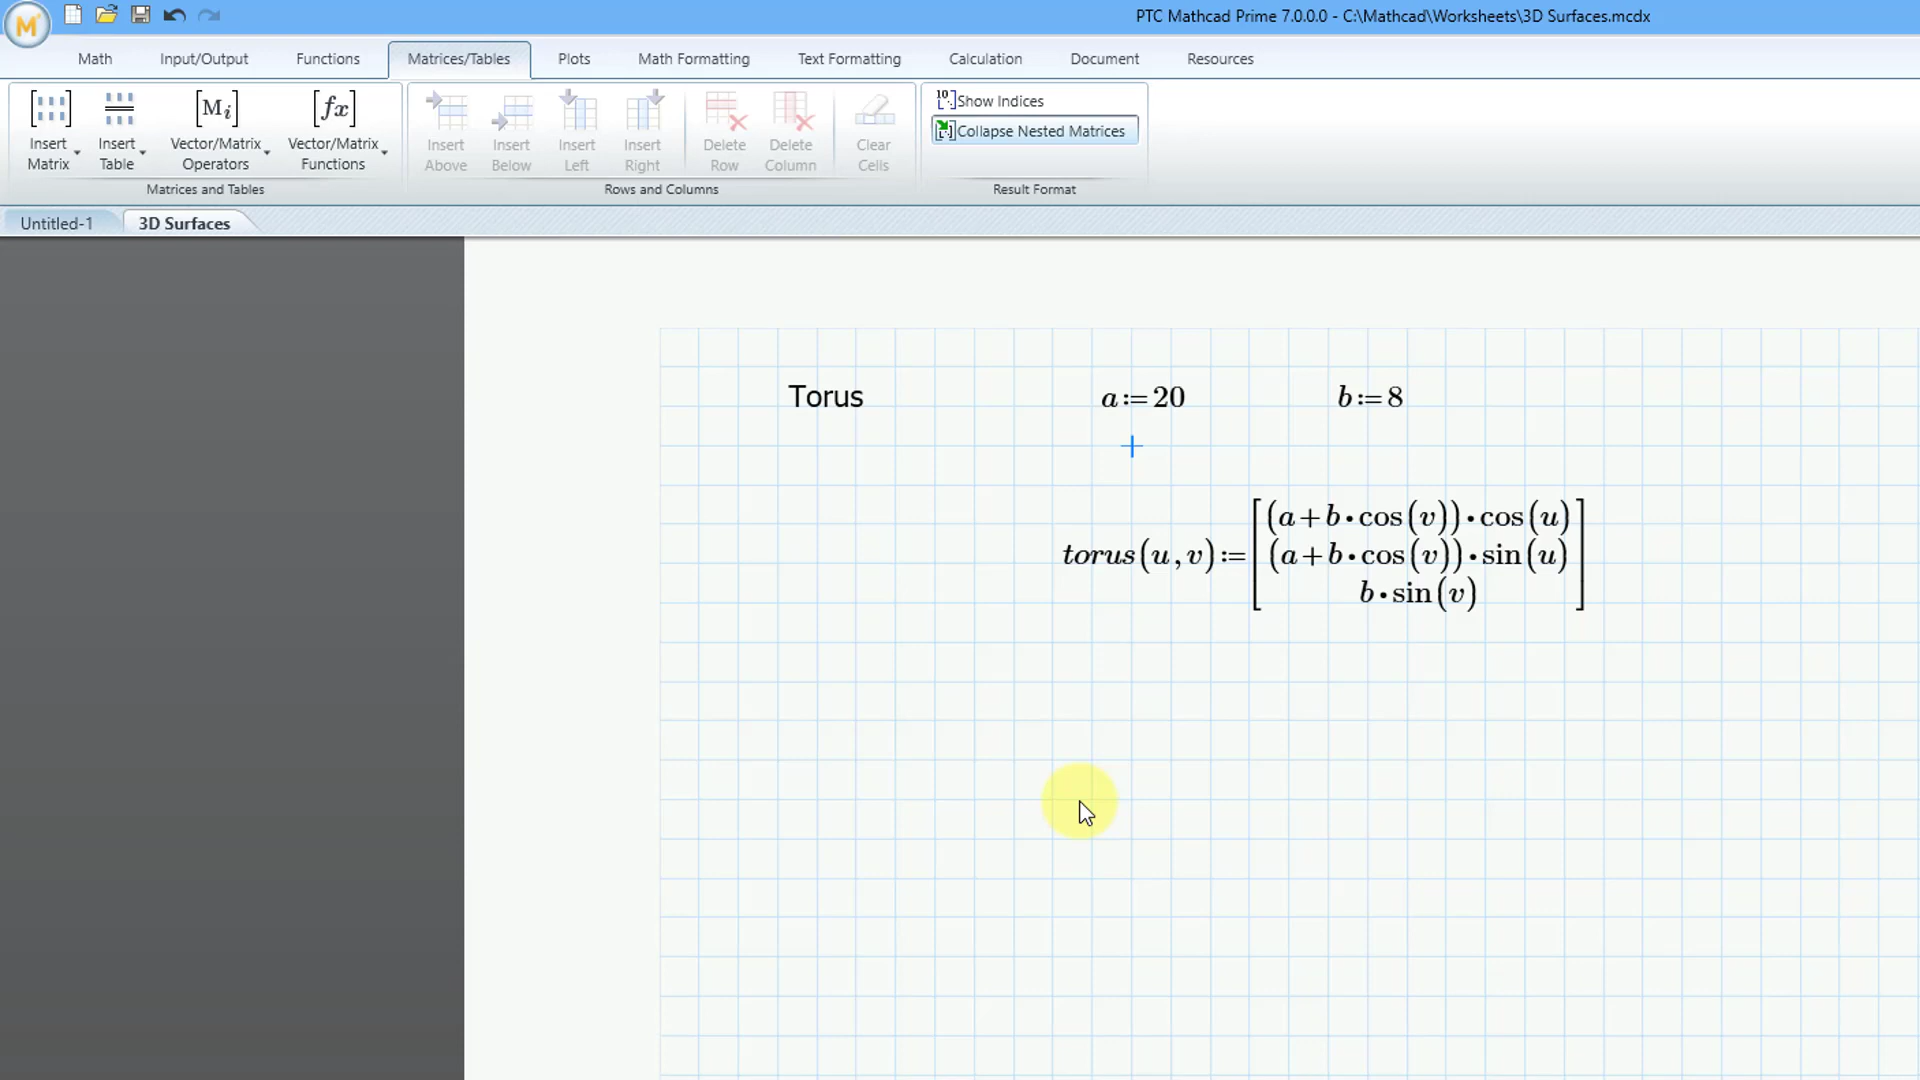 PTC Mathcad Prime 7.0.0.0 - C:\Mathcad\Worksheets\3D Surfaces.mcdx
Math Input/Output Functions Matrices/Tables Plots Math Formatting Text Formatting Calculation Document Resources
Insert Matrix
Insert Table
Vector/Matrix Operators
Vector/Matrix Functions
Matrices and Tables
Insert Above
Insert Below
Insert Left
Insert Right
Delete Row
Delete Column
Clear Cells
Rows and Columns
Show Indices
Collapse Nested Matrices
Result Format
Untitled-1 3D Surfaces
Torus a:=20 b:=8
torus(u,v):=
(a+b•cos(v))•cos(u)
(a+b•cos(v))•sin(u)
b•sin(v)